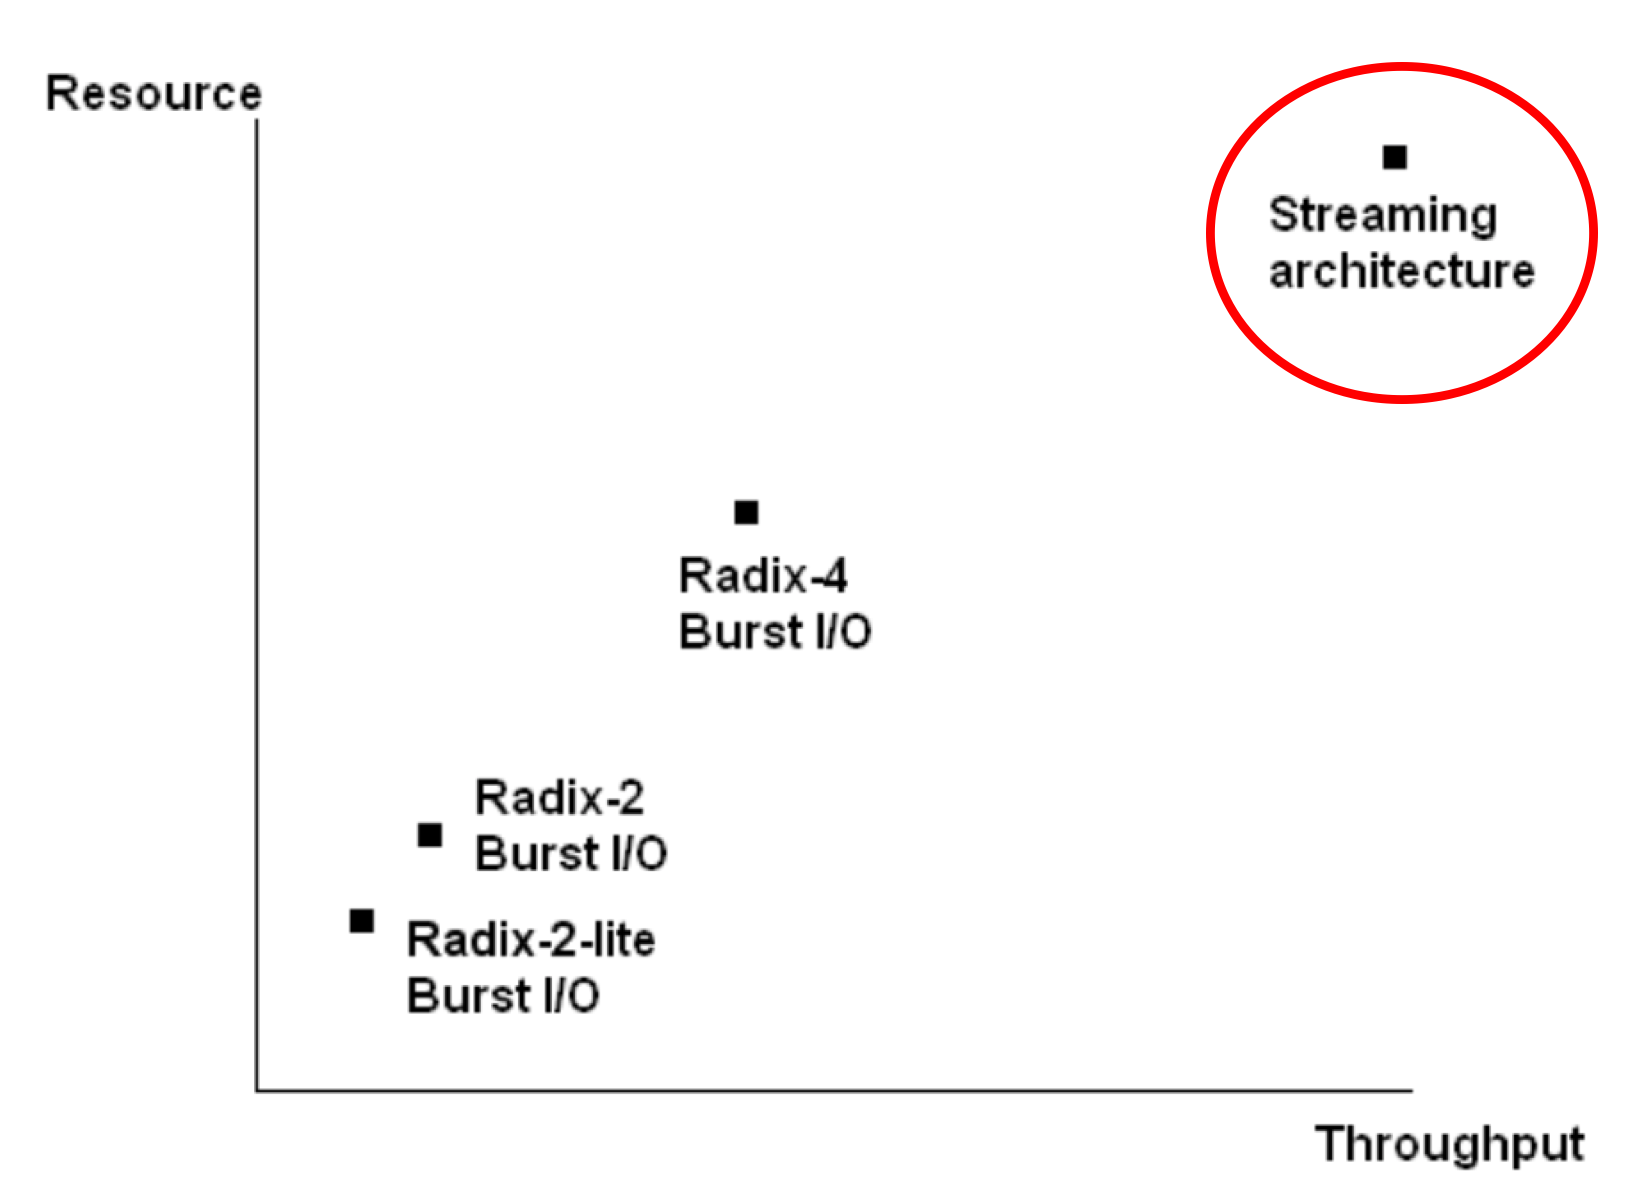 Resource
Streaming
architecture
Radix-4
Burst I/O
Radix-2
Burst I/O
Radix-2-lite
Burst I/O
Throughput